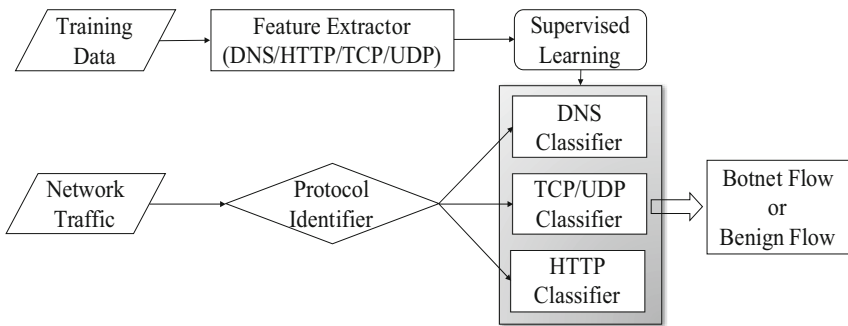 Training
Data
Feature Extractor
(DNS/HTTP/TCP/UDP)
Supervised
Learning
DNS
Classifier
Network
Traffic
Protocol
Identifier
TCP/UDP
Classifier
HTTP
Classifier
Botnet Flow
or
Benign Flow